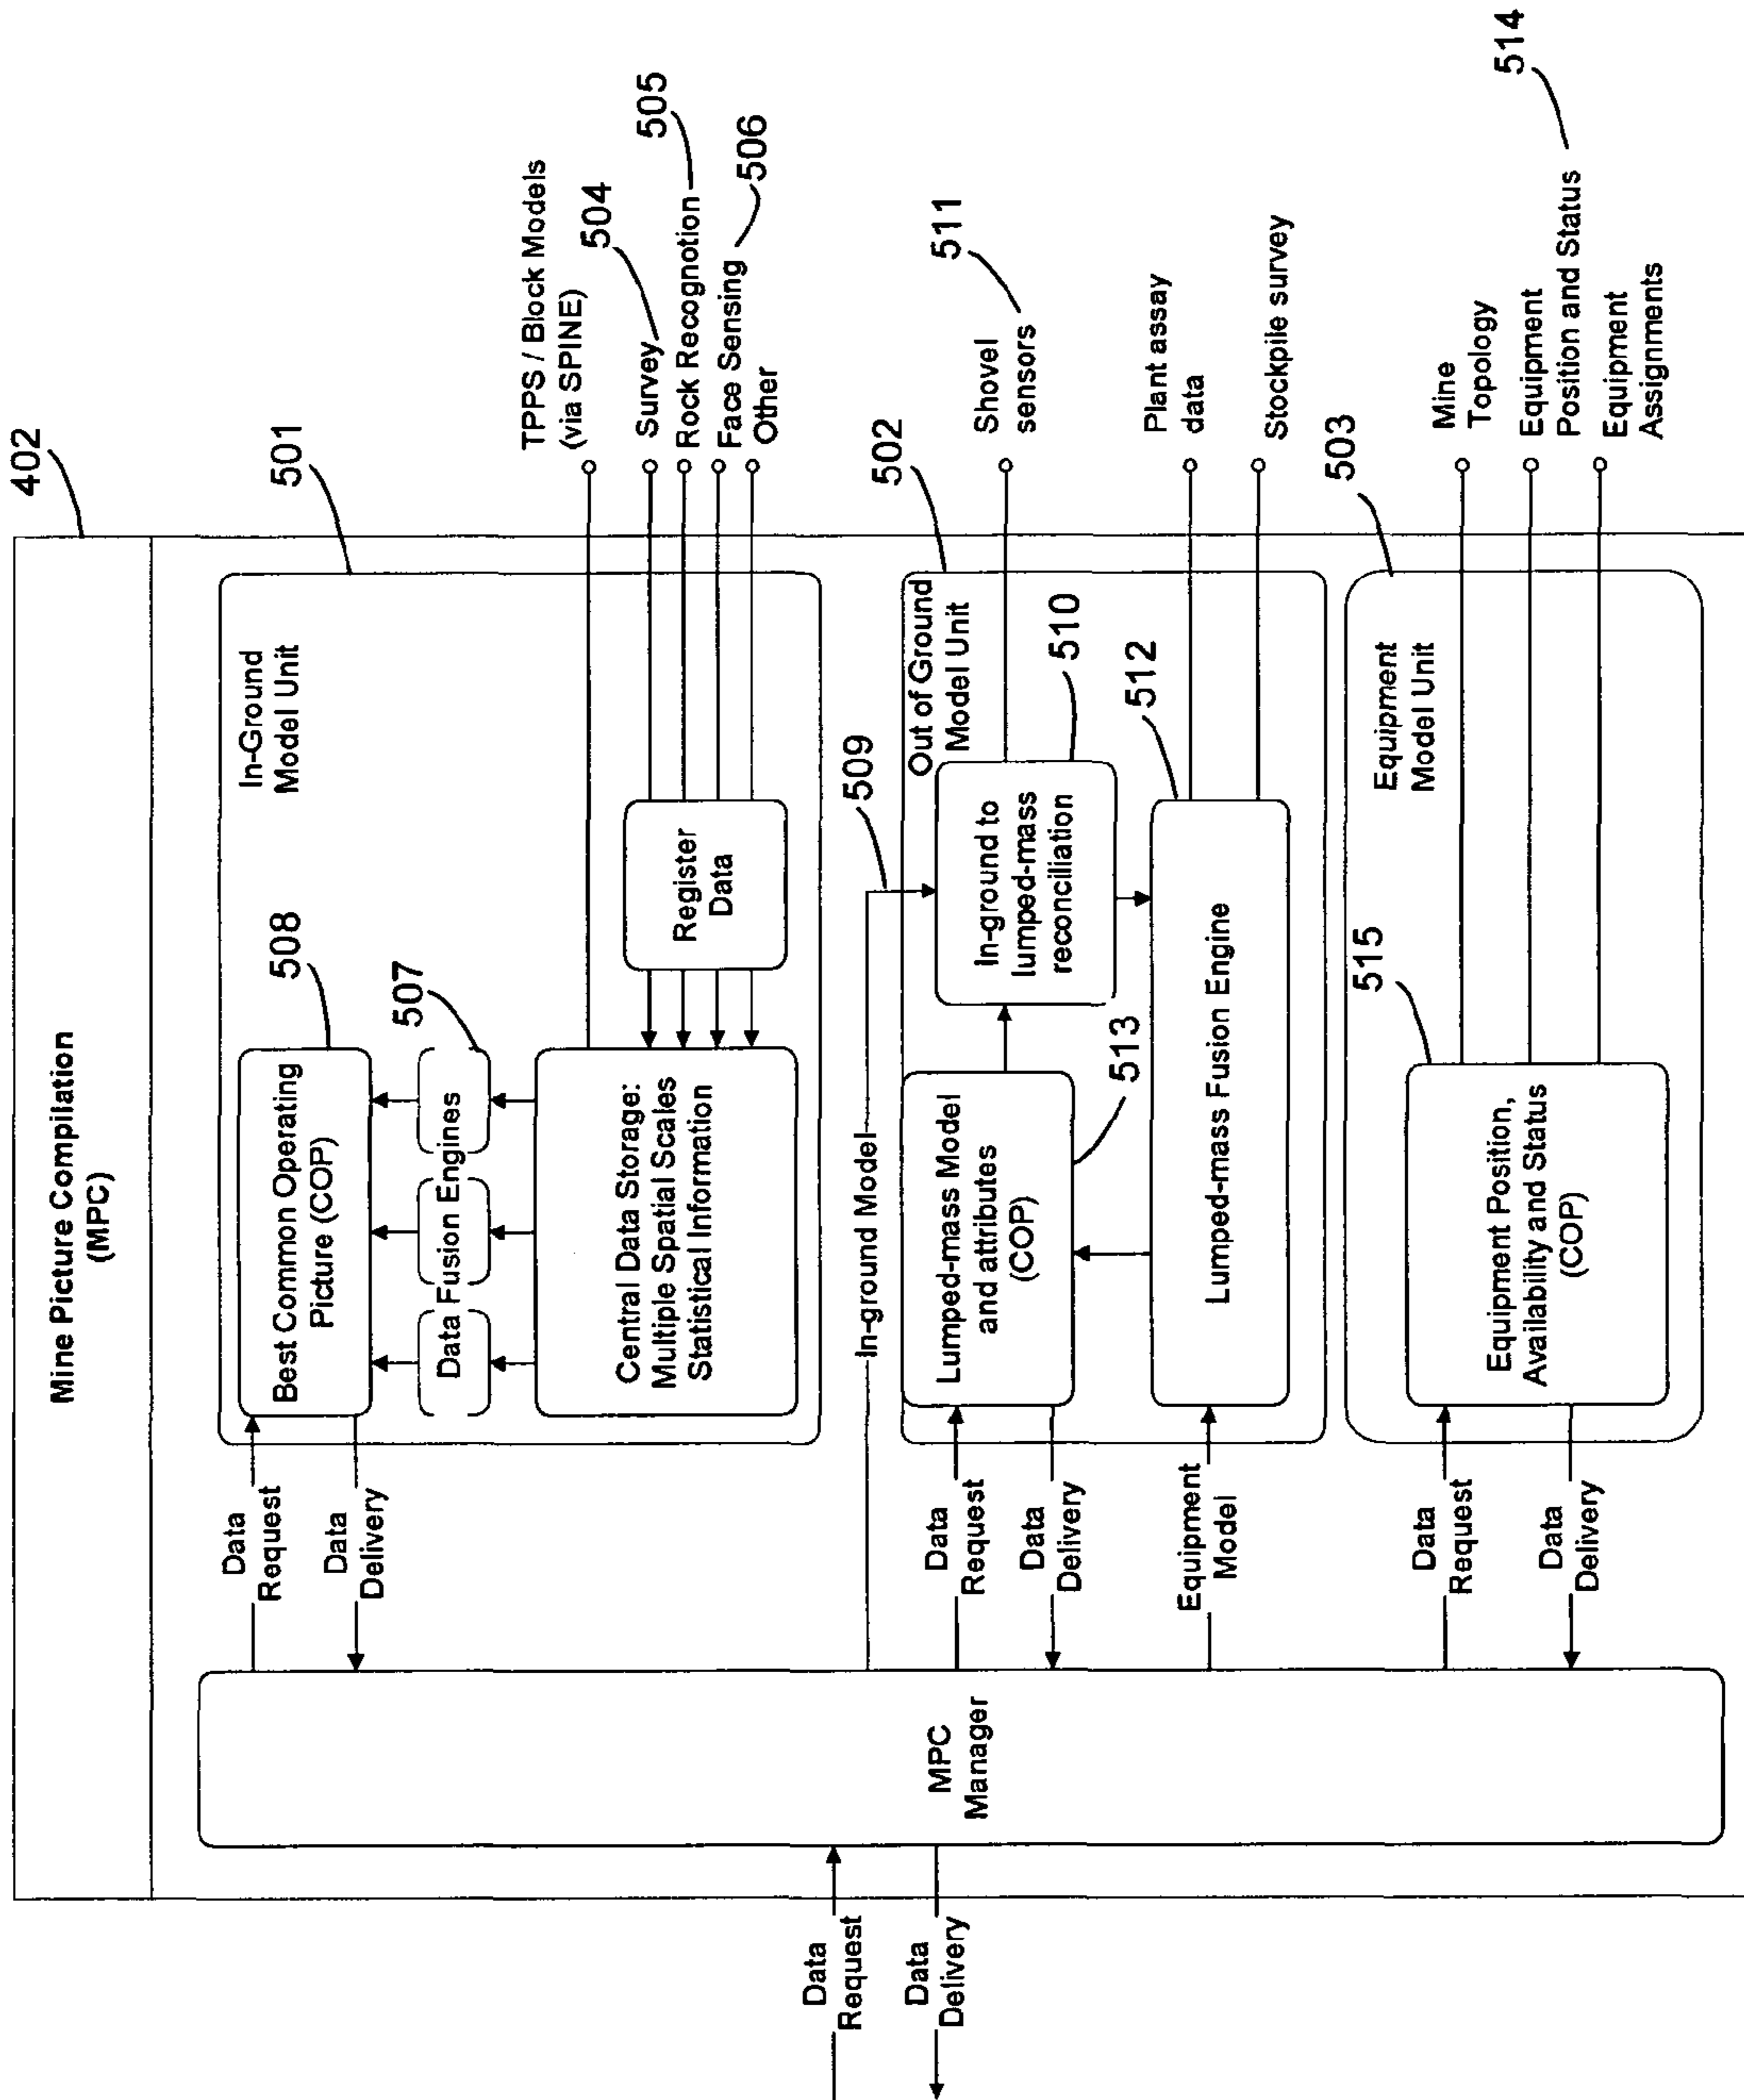 Mine Picture Compilation
(MPC)
402
501
In-Ground
Model Unit
508
Best Common Operating
Picture (COP)
507
Data Fusion Engines
Central Data Storage:
Multiple Spatial Scales
Statistical Information
Register
Data
TPPS / Block Models
(via SPINE)
504
Survey
505
Rock Recognotion
506
Face Sensing
Other
Data
Request
Data
Delivery
In-ground Model
509
502
Out of Ground
Model Unit
510
In-ground to
lumped-mass
reconciliation
511
Shovel
sensors
512
513
Lumped-mass Model
and attributes
(COP)
Lumped-mass Fusion Engine
Plant assay
data
Stockpile survey
Data
Request
Data
Delivery
Equipment
Model
503
Equipment
Model Unit
515
Equipment Position,
Availability and Status
(COP)
Mine
Topology
514
Equipment
Position and Status
Equipment
Assignments
Data
Request
Data
Delivery
MPC
Manager
Data
Request
Data
Delivery